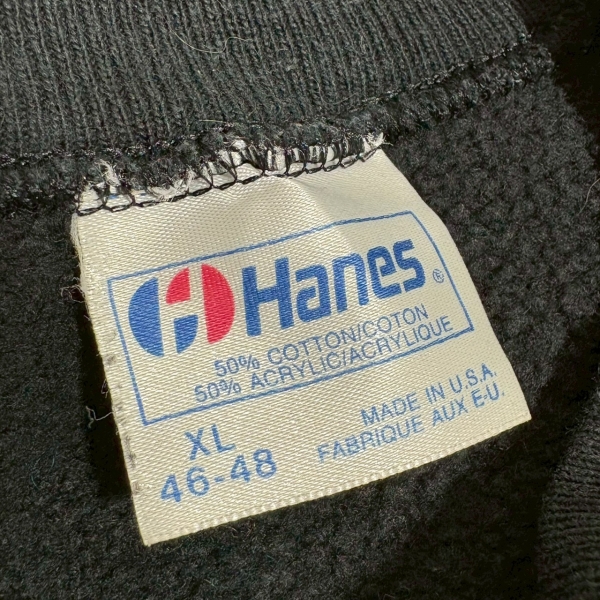 Hanes®
50% COTTON/COTON
50% ACRYLIC/ACRYLIQUE
XL
46-48
MADE IN U.S.A.
FABRIQUE AUX E-U.